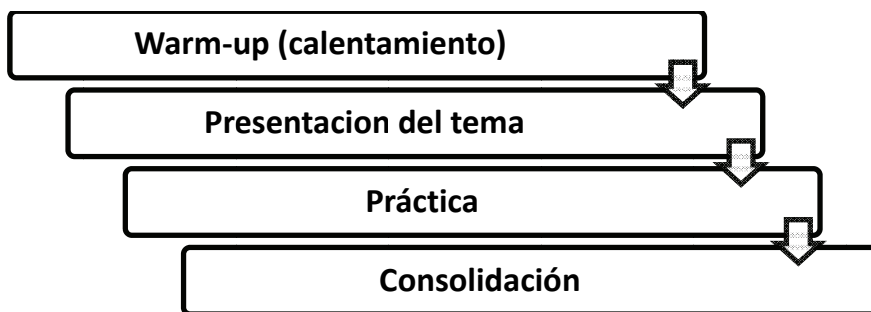 Warm-up (calentamiento)
Presentacion del tema
Práctica
Consolidación